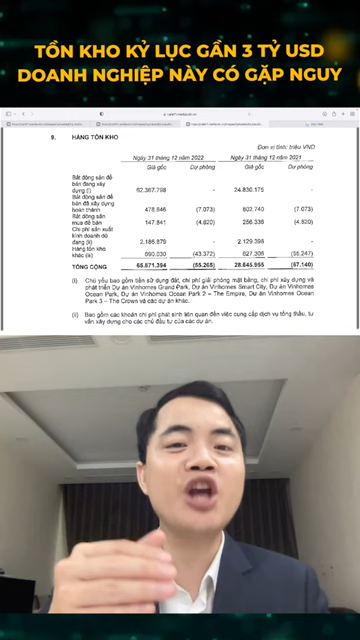 TỒN KHO KỶ LỤC GẦN 3 TỶ USD
DOANH NGHIỆP NÀY CÓ GẶP NGUY
9. HÀNG TỒN KHO
Đơn vị tính: triệu VND
Ngày 31 tháng 12 năm 2022 Ngày 31 tháng 12 năm 2021
Giá gốc Dự phòng Giá gốc Dự phòng
Bất động sản để
bán đang xây
dựng (i) 62.367.798 - 24.830.175 -
Bất động sản để
bán đã xây dựng
hoàn thành 478.846 (7.073) 802.740 (7.073)
Bất động sản
mua để bán 147.841 (4.820) 256.336 (4.820)
Chi phí sản xuất
kinh doanh dở
dang (ii) 2.186.879 - 2.129.398 -
Hàng tồn kho
khác (iii) 690.030 (43.372) 627.306 (55.247)
TỔNG CỘNG 65.871.394 (55.265) 28.645.955 (67.140)
(i) Chủ yếu bao gồm tiền sử dụng đất, chi phí giải phóng mặt bằng, chi phí xây dựng và
phát triển Dự án Vinhomes Grand Park, Dự án Vinhomes Smart City, Dự án Vinhomes
Ocean Park, Dự án Vinhomes Ocean Park 2 – The Empire, Dự án Vinhomes Ocean
Park 3 – The Crown và các dự án khác.
(ii) Bao gồm các khoản chi phí phát sinh liên quan đến việc cung cấp dịch vụ tổng thầu, tư
vấn xây dựng cho các chủ đầu tư của các dự án.